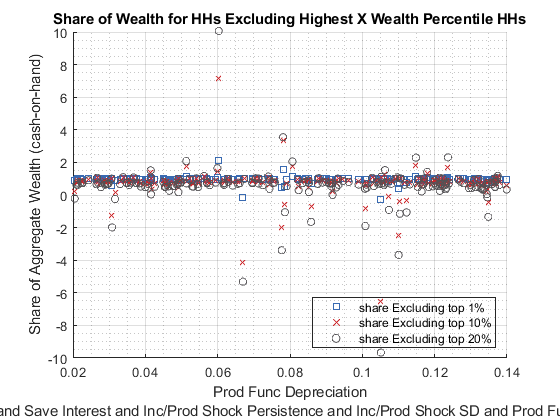 Share of Wealth for HHs Excluding Highest X Wealth Percentile HHs
Share of Aggregate Wealth (cash-on-hand)
10
8
6
4
2
0
-2
-4
-6
-8
-10
share Excluding top 1%
share Excluding top 10%
share Excluding top 20%
0.02 0.04 0.06 0.08 0.1 0.12 0.14
Prod Func Depreciation
and Save Interest and Inc/Prod Shock Persistence and Inc/Prod Shock SD and Prod Fu